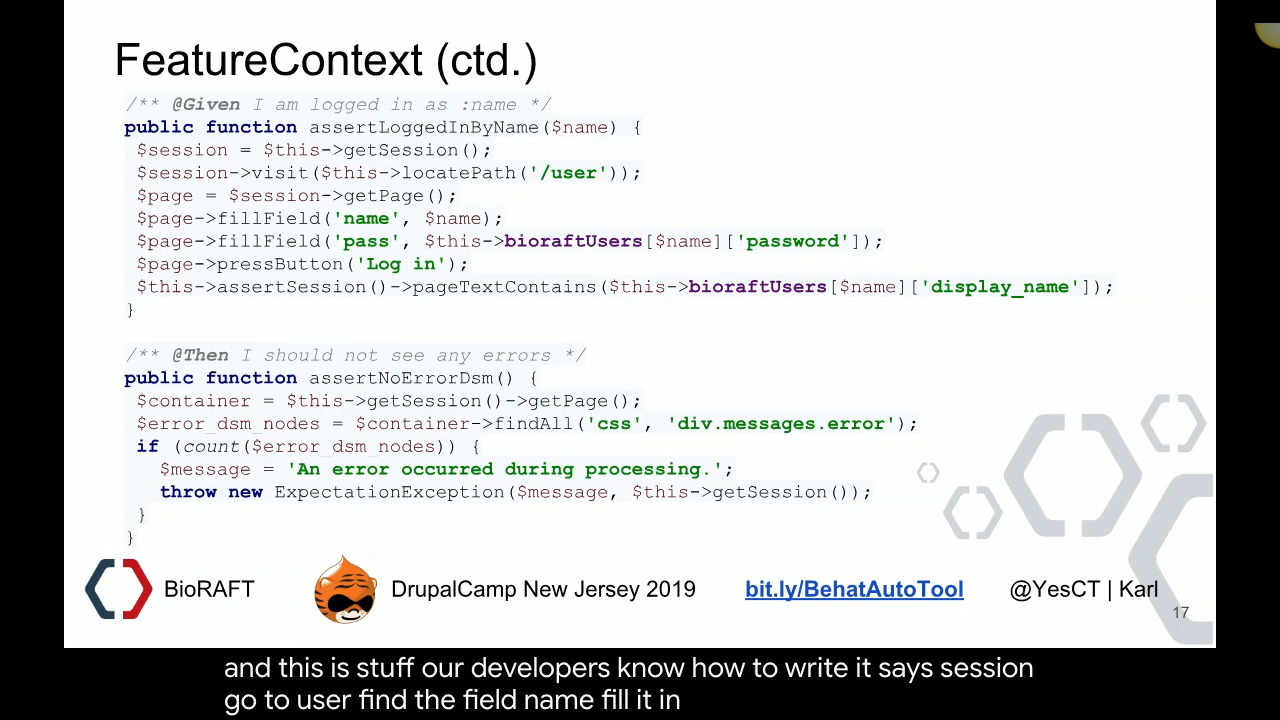 FeatureContext (ctd.)
/** @Given I am logged in as :name */
public function assertLoggedInByName($name) {
$session = $this->getSession();
$session->visit($this->locatePath('/user'));
$page = $session->getPage();
$page->fillField('name', $name);
$page->fillField('pass', $this->bioraftUsers[$name]['password']);
$page->pressButton('Log in');
$this->assertSession()->pageTextContains($this->bioraftUsers[$name]['display_name']);
}
/** @Then I should not see any errors */
public function assertNoErrorDsm() {
$container = $this->getSession()->getPage();
$error_dsm_nodes = $container->findAll('css', 'div.messages.error');
if (count($error_dsm_nodes)) {
$message = 'An error occurred during processing.';
throw new ExpectationException($message, $this->getSession());
}
}
BioRAFT DrupalCamp New Jersey 2019 bit.ly/BehatAutoTool @YesCT | Karl
17
and this is stuff our developers know how to write it says session
go to user find the field name fill it in